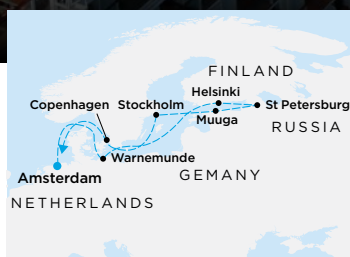 FINLAND
Helsinki
Copenhagen Stockholm
St Petersburg
Muuga
RUSSIA
Warnemunde
GEMANY
Amsterdam
NETHERLANDS